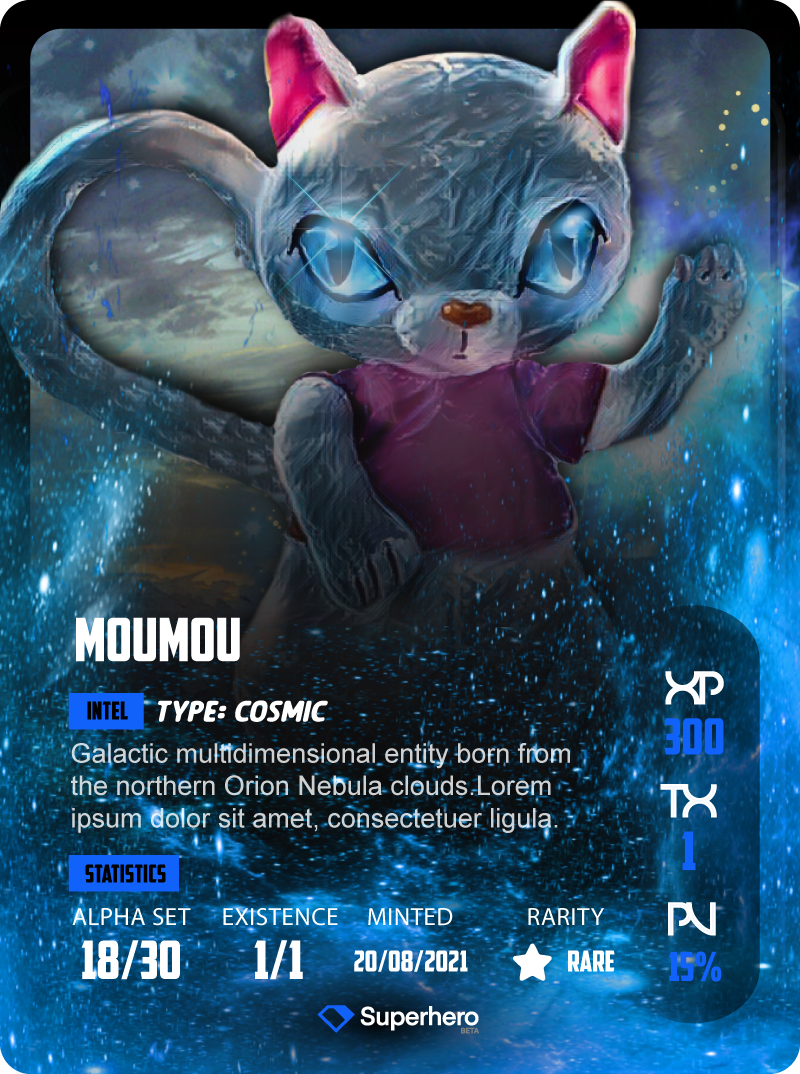 MOUMOU
INTEL TYPE: COSMIC
Galactic multidimensional entity born from
the northern Orion Nebula clouds.Lorem
ipsum dolor sit amet, consectetuer ligula.
STATISTICS
ALPHA SET EXISTENCE MINTED RARITY
18/30 1/1 20/08/2021 RARE
XP
300
TX
1
PV
15%
Superhero
BETA